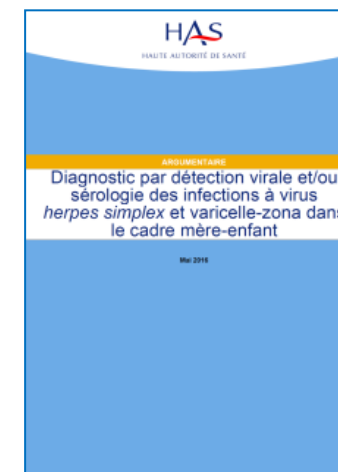 HAS
HAUTE AUTORITÉ DE SANTÉ
ARGUMENTAIRE
Diagnostic par détection virale et/ou
sérologie des infections à virus
herpes simplex et varicelle-zona dans
le cadre mère-enfant
Mai 2016